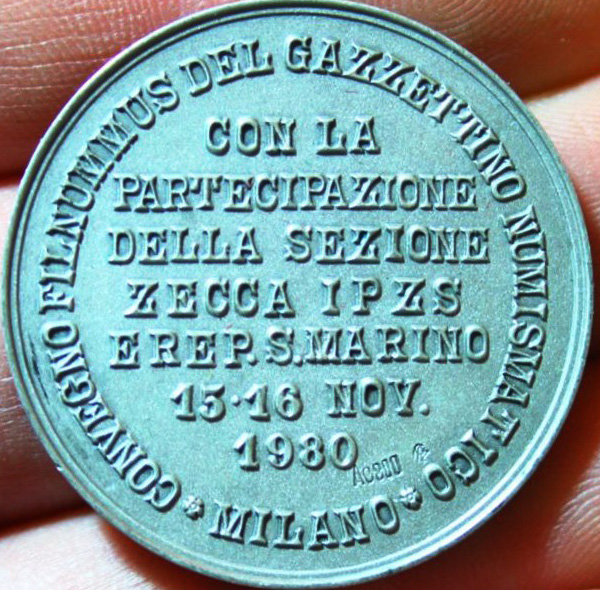 CONVEGNO FILNUMMUS DEL GAZZETTINO NUMISMATICO
CON LA
PARTECIPAZIONE
DELLA SEZIONE
ZECCA IPZS
E REP. S. MARINO
15·16 NOV.
1980
* MILANO *